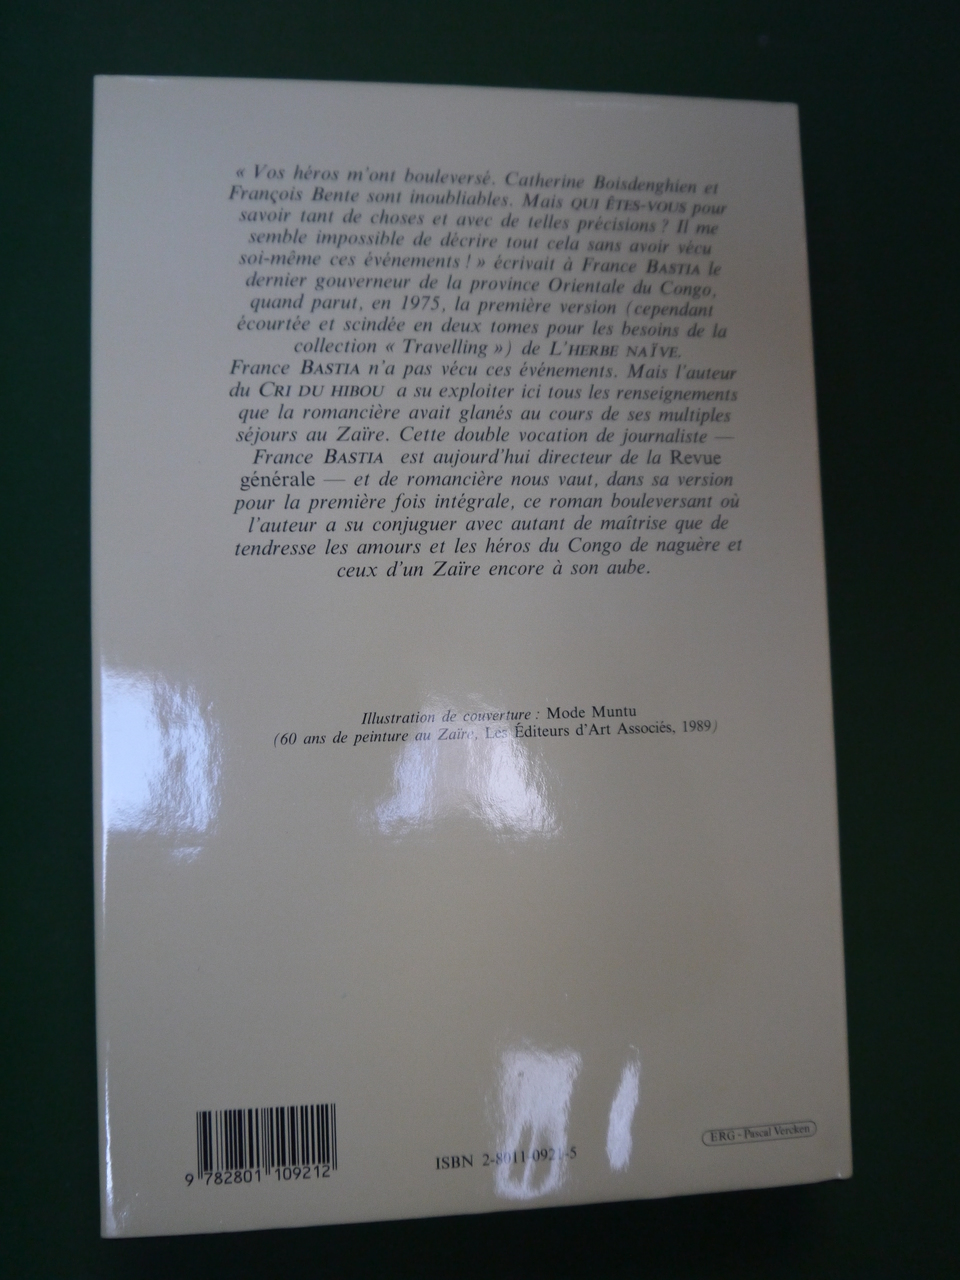 « Vos héros m'ont bouleversé. Catherine Boisdenghien et
François Bente sont inoubliables. Mais QUI ÊTES-VOUS pour
savoir tant de choses et avec de telles précisions ? Il me
semble impossible de décrire tout cela sans avoir vécu
soi-même ces événements ! » écrivait à France BASTIA le
dernier gouverneur de la province Orientale du Congo,
quand parut, en 1975, la première version (cependant
écourtée et scindée en deux tomes pour les besoins de la
collection « Travelling ») de L'HERBE NAÏVE.
France BASTIA n'a pas vécu ces événements. Mais l'auteur
du CRI DU HIBOU a su exploiter ici tous les renseignements
que la romancière avait glanés au cours de ses multiples
séjours au Zaïre. Cette double vocation de journaliste —
France BASTIA est aujourd'hui directeur de la Revue
générale — et de romancière nous vaut, dans sa version
pour la première fois intégrale, ce roman bouleversant où
l'auteur a su conjuguer avec autant de maîtrise que de
tendresse les amours et les héros du Congo de naguère et
ceux d'un Zaïre encore à son aube.
Illustration de couverture : Mode Muntu
(60 ans de peinture au Zaïre, Les Éditeurs d'Art Associés, 1989)
9 782801 109212
ISBN 2-8011-0921-5
ERG - Pascal Vercken